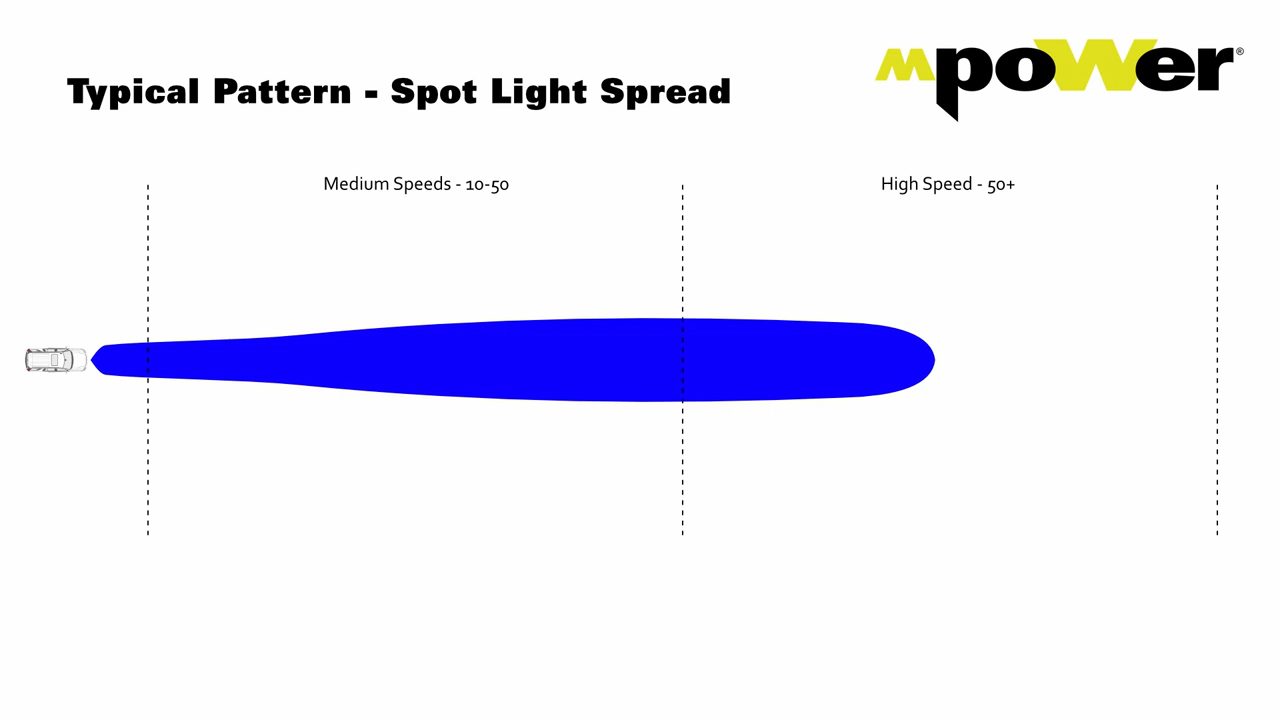 mpower®
Typical Pattern - Spot Light Spread
Medium Speeds - 10-50
High Speed - 50+